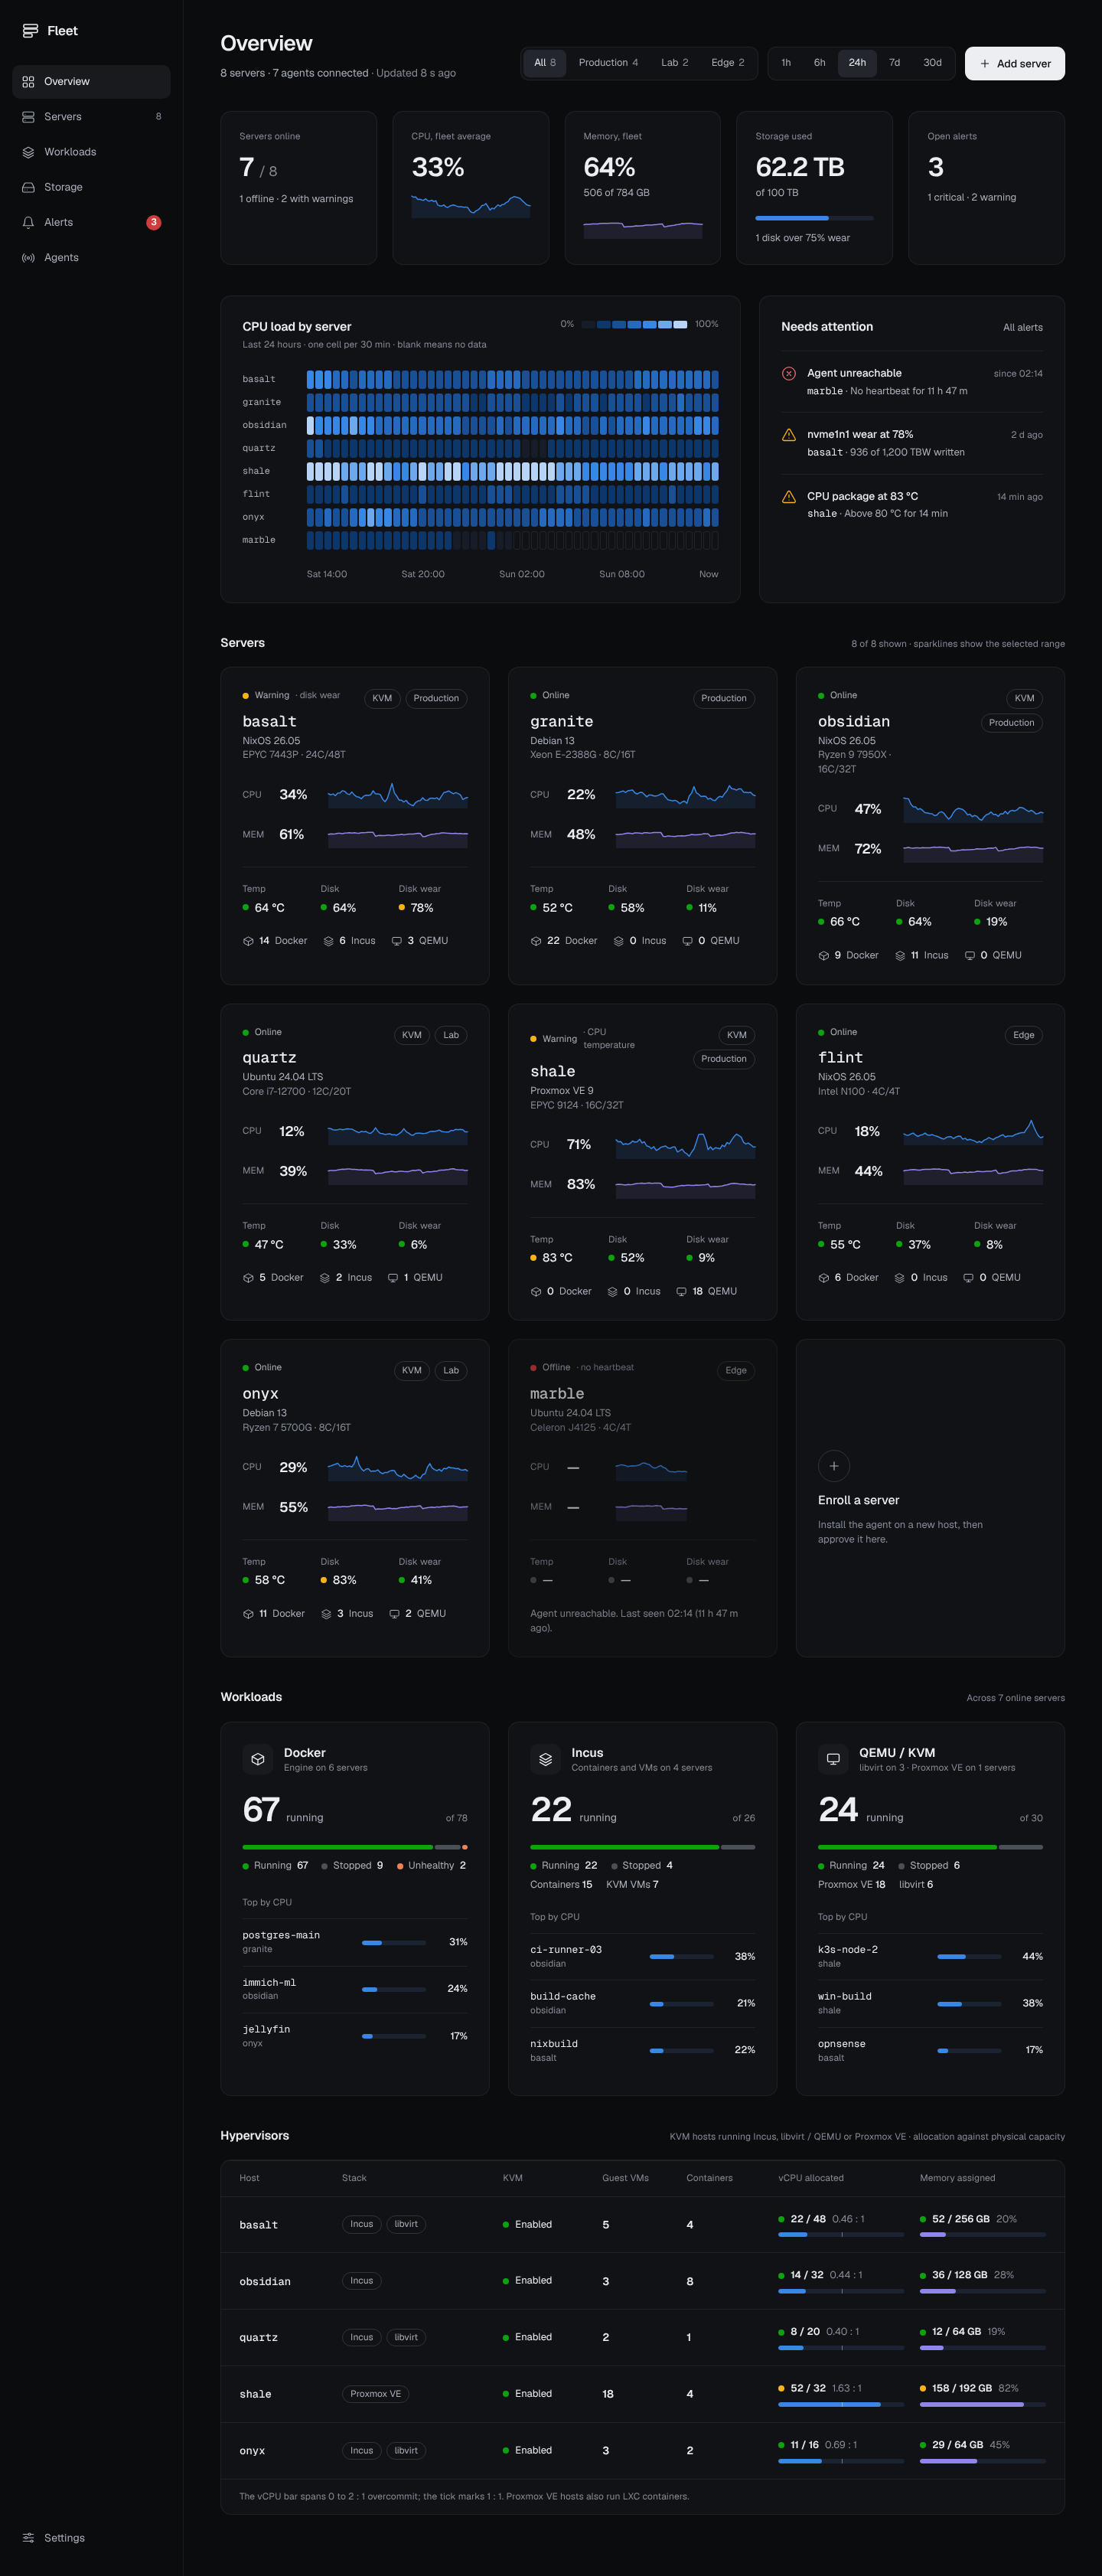 Fleet
Overview
Servers 8
Workloads
Storage
Alerts 3
Agents
Settings
Overview
8 servers · 7 agents connected · Updated 8 s ago
All 8 Production 4 Lab 2 Edge 2
1h 6h 24h 7d 30d
Add server
Servers online
7 / 8
1 offline · 2 with warnings
CPU, fleet average
33%
Memory, fleet
64%
506 of 784 GB
Storage used
62.2 TB
of 100 TB
1 disk over 75% wear
Open alerts
3
1 critical · 2 warning
CPU load by server
0% 100%
Last 24 hours · one cell per 30 min · blank means no data
basalt
granite
obsidian
quartz
shale
flint
onyx
marble
Sat 14:00 Sat 20:00 Sun 02:00 Sun 08:00 Now
Needs attention All alerts
Agent unreachable since 02:14
marble · No heartbeat for 11 h 47 m
nvme1n1 wear at 78% 2 d ago
basalt · 936 of 1,200 TBW written
CPU package at 83 °C 14 min ago
shale · Above 80 °C for 14 min
Servers
8 of 8 shown · sparklines show the selected range
Warning · disk wear KVM Production
basalt
NixOS 26.05
EPYC 7443P · 24C/48T
CPU 34%
MEM 61%
Temp Disk Disk wear
64 °C 64% 78%
14 Docker 6 Incus 3 QEMU
Online Production
granite
Debian 13
Xeon E-2388G · 8C/16T
CPU 22%
MEM 48%
Temp Disk Disk wear
52 °C 58% 11%
22 Docker 0 Incus 0 QEMU
Online KVM
Production
obsidian
NixOS 26.05
Ryzen 9 7950X ·
16C/32T
CPU 47%
MEM 72%
Temp Disk Disk wear
66 °C 64% 19%
9 Docker 11 Incus 0 QEMU
Online KVM Lab
quartz
Ubuntu 24.04 LTS
Core i7-12700 · 12C/20T
CPU 12%
MEM 39%
Temp Disk Disk wear
47 °C 33% 6%
5 Docker 2 Incus 1 QEMU
Warning · CPU
temperature
KVM
Production
shale
Proxmox VE 9
EPYC 9124 · 16C/32T
CPU 71%
MEM 83%
Temp Disk Disk wear
83 °C 52% 9%
0 Docker 0 Incus 18 QEMU
Online Edge
flint
NixOS 26.05
Intel N100 · 4C/4T
CPU 18%
MEM 44%
Temp Disk Disk wear
55 °C 37% 8%
6 Docker 0 Incus 0 QEMU
Online KVM Lab
onyx
Debian 13
Ryzen 7 5700G · 8C/16T
CPU 29%
MEM 55%
Temp Disk Disk wear
58 °C 83% 41%
11 Docker 3 Incus 2 QEMU
Offline · no heartbeat Edge
marble
Ubuntu 24.04 LTS
Celeron J4125 · 4C/4T
CPU —
MEM —
Temp Disk Disk wear
— — —
Agent unreachable. Last seen 02:14 (11 h 47 m
ago).
Enroll a server
Install the agent on a new host, then
approve it here.
Workloads
Across 7 online servers
Docker
Engine on 6 servers
67 running of 78
Running 67 Stopped 9 Unhealthy 2
Top by CPU
postgres-main
granite
31%
immich-ml
obsidian
24%
jellyfin
onyx
17%
Incus
Containers and VMs on 4 servers
22 running of 26
Running 22 Stopped 4
Containers 15 KVM VMs 7
Top by CPU
ci-runner-03
obsidian
38%
build-cache
obsidian
21%
nixbuild
basalt
22%
QEMU / KVM
libvirt on 3 · Proxmox VE on 1 servers
24 running of 30
Running 24 Stopped 6
Proxmox VE 18 libvirt 6
Top by CPU
k3s-node-2
shale
44%
win-build
shale
38%
opnsense
basalt
17%
Hypervisors
KVM hosts running Incus, libvirt / QEMU or Proxmox VE · allocation against physical capacity
Host Stack KVM Guest VMs Containers vCPU allocated Memory assigned
basalt Incus libvirt Enabled 5 4 22 / 48 0.46 : 1 52 / 256 GB 20%
obsidian Incus Enabled 3 8 14 / 32 0.44 : 1 36 / 128 GB 28%
quartz Incus libvirt Enabled 2 1 8 / 20 0.40 : 1 12 / 64 GB 19%
shale Proxmox VE Enabled 18 4 52 / 32 1.63 : 1 158 / 192 GB 82%
onyx Incus libvirt Enabled 3 2 11 / 16 0.69 : 1 29 / 64 GB 45%
The vCPU bar spans 0 to 2 : 1 overcommit; the tick marks 1 : 1. Proxmox VE hosts also run LXC containers.